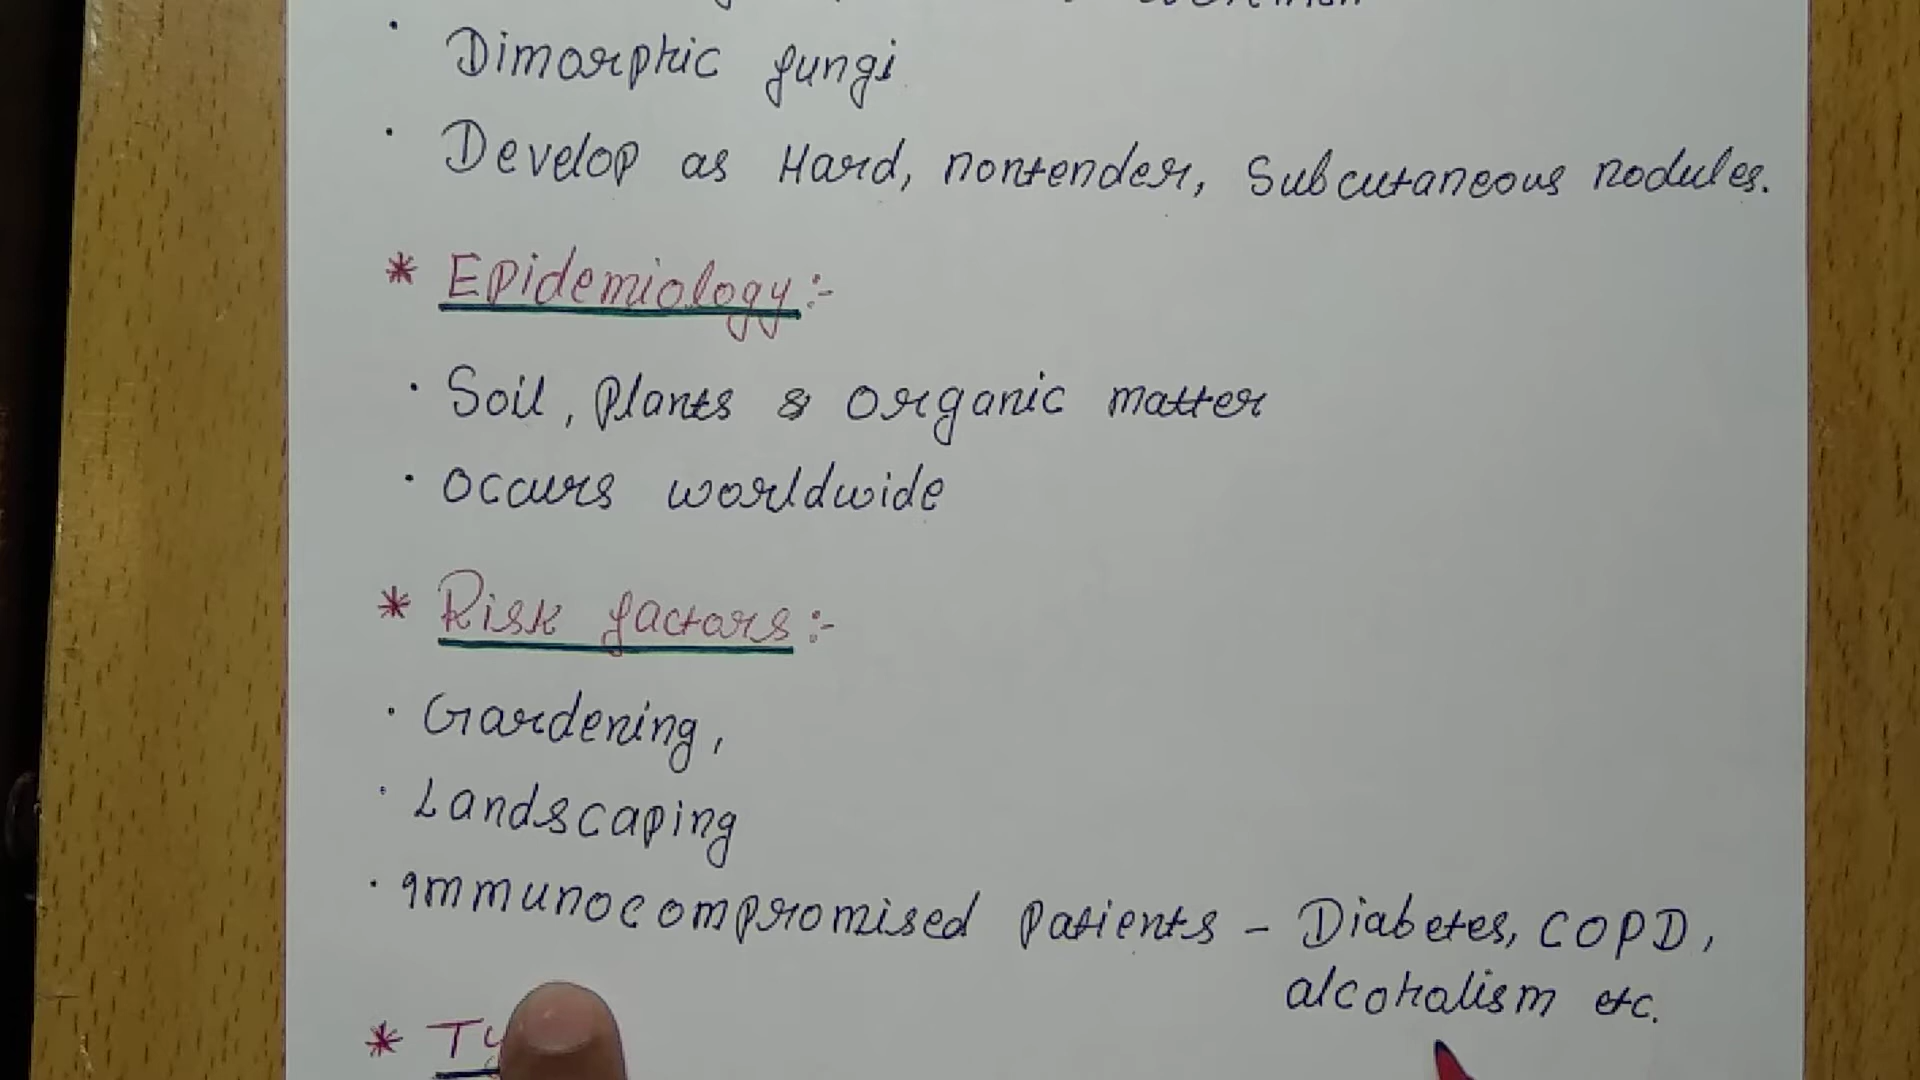 · Dimorphic fungi
· Develop as Hard, nontender, Subcutaneous nodules.
* Epidemiology :-
· Soil, Plants & Organic matter
· Occurs worldwide
* Risk factors :-
· Gardening,
· Landscaping
· Immunocompromised Patients - Diabetes, COPD,
alcoholism etc.
* Ty